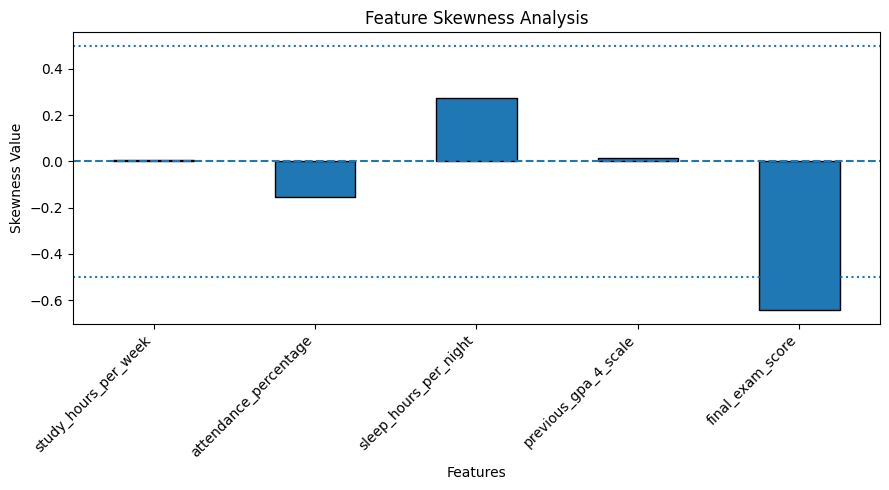 Feature Skewness Analysis
Skewness Value
0.4
0.2
0.0
−0.2
−0.4
−0.6
study_hours_per_week
attendance_percentage
sleep_hours_per_night
previous_gpa_4_scale
final_exam_score
Features